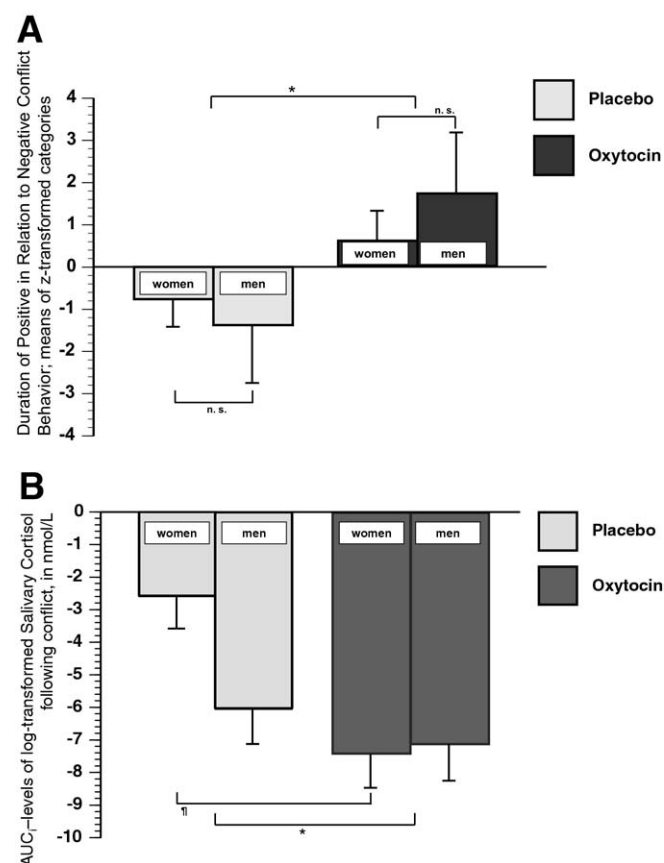 A
Duration of Positive in Relation to Negative Conflict
Behavior; means of z-transformed categories
4
3
2
1
0
-1
-2
-3
-4
*
n. s.
women
men
women
men
n. s.
Placebo
Oxytocin
B
AUCi–levels of log-transformed Salivary Cortisol
following conflict, in nmol/L
0
-1
-2
-3
-4
-5
-6
-7
-8
-9
-10
women
men
women
men
¶
*
Placebo
Oxytocin